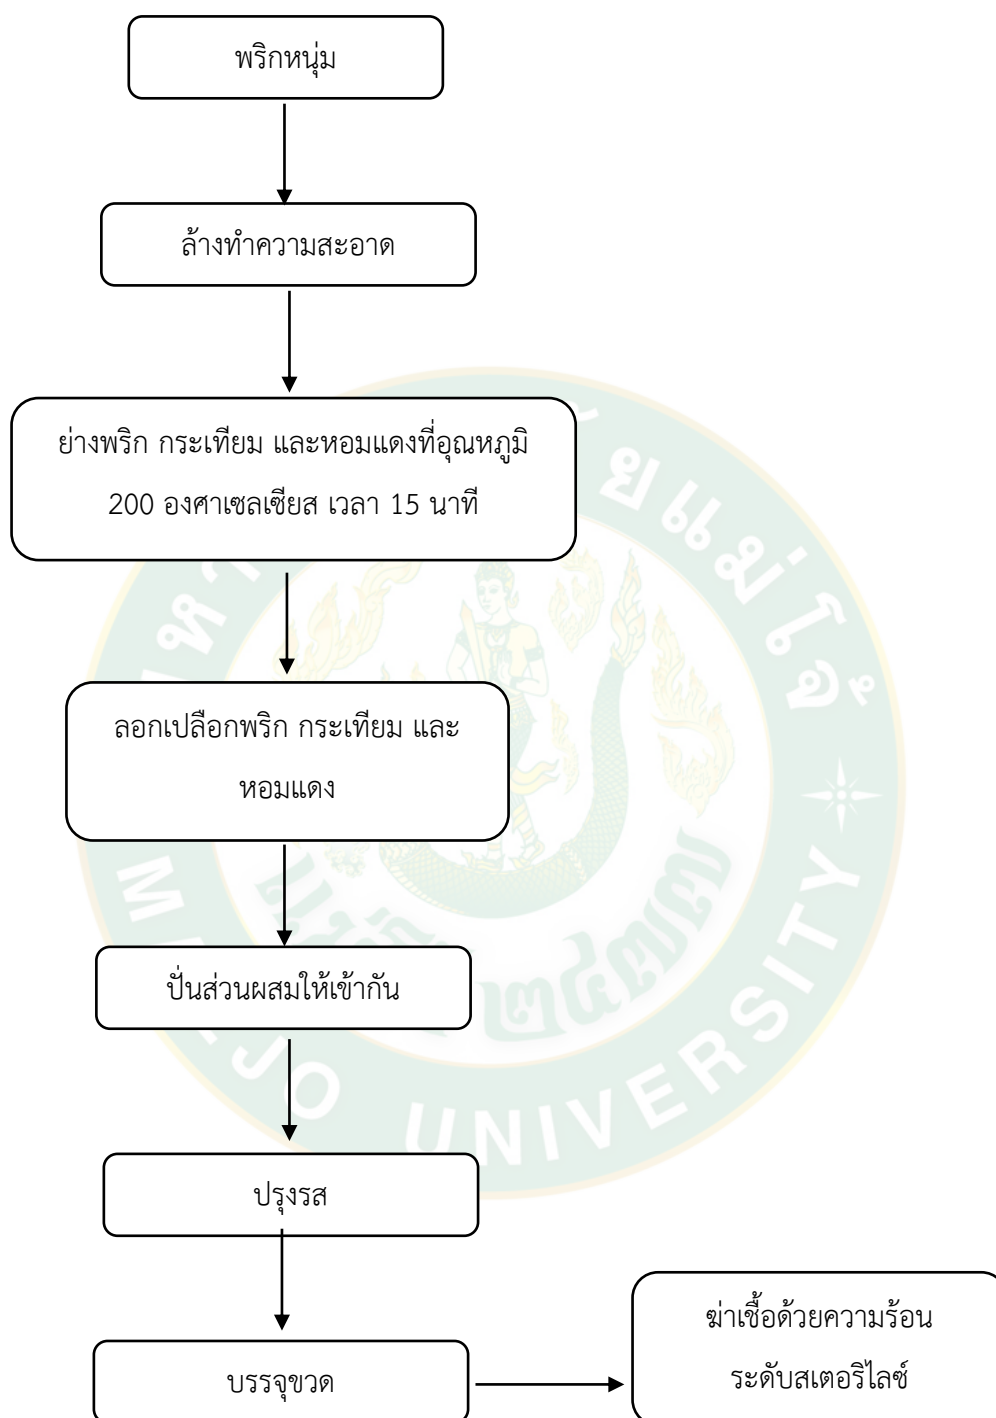 พริกหนุ่ม
ล้างทำความสะอาด
ย่างพริก กระเทียม และหอมแดงที่อุณหภูมิ
200 องศาเซลเซียส เวลา 15 นาที
ลอกเปลือกพริก กระเทียม และ
หอมแดง
ปั่นส่วนผสมให้เข้ากัน
ปรุงรส
บรรจุขวด
ฆ่าเชื้อด้วยความร้อน
ระดับสเตอริไลซ์
UNIVERSITY